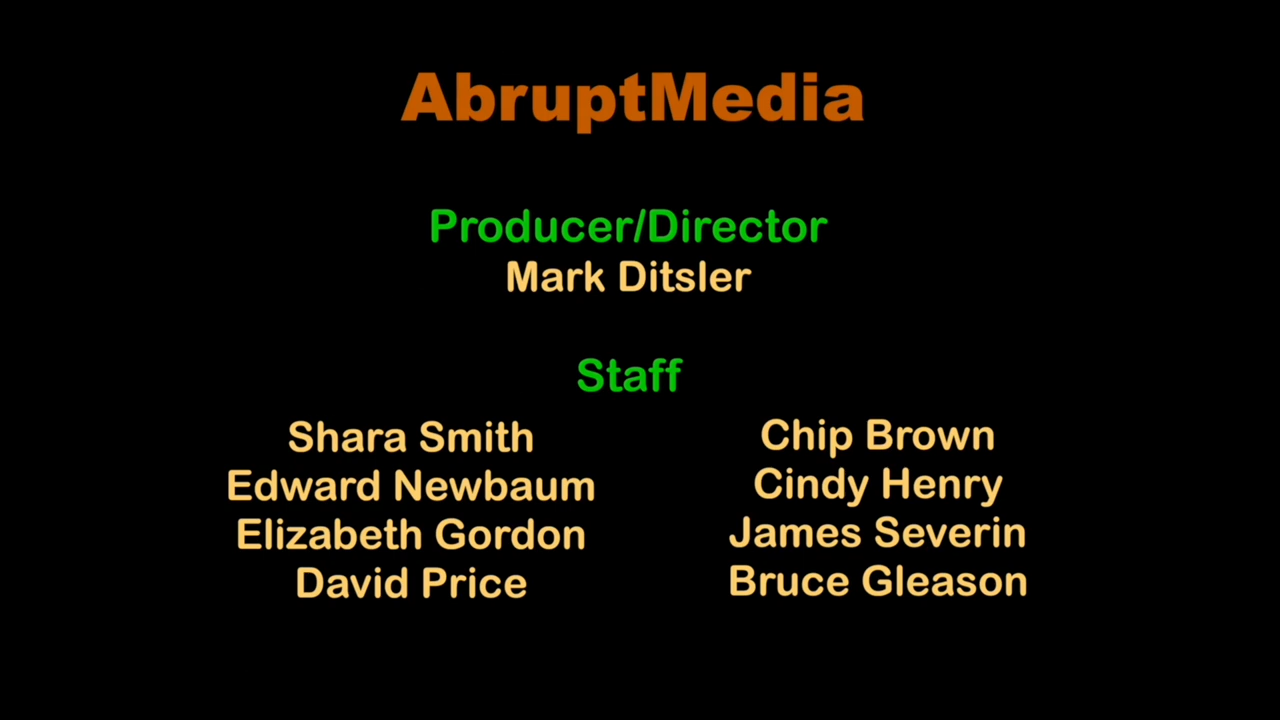 AbruptMedia
Producer/Director
Mark Ditsler
Staff
Shara Smith
Edward Newbaum
Elizabeth Gordon
David Price
Chip Brown
Cindy Henry
James Severin
Bruce Gleason